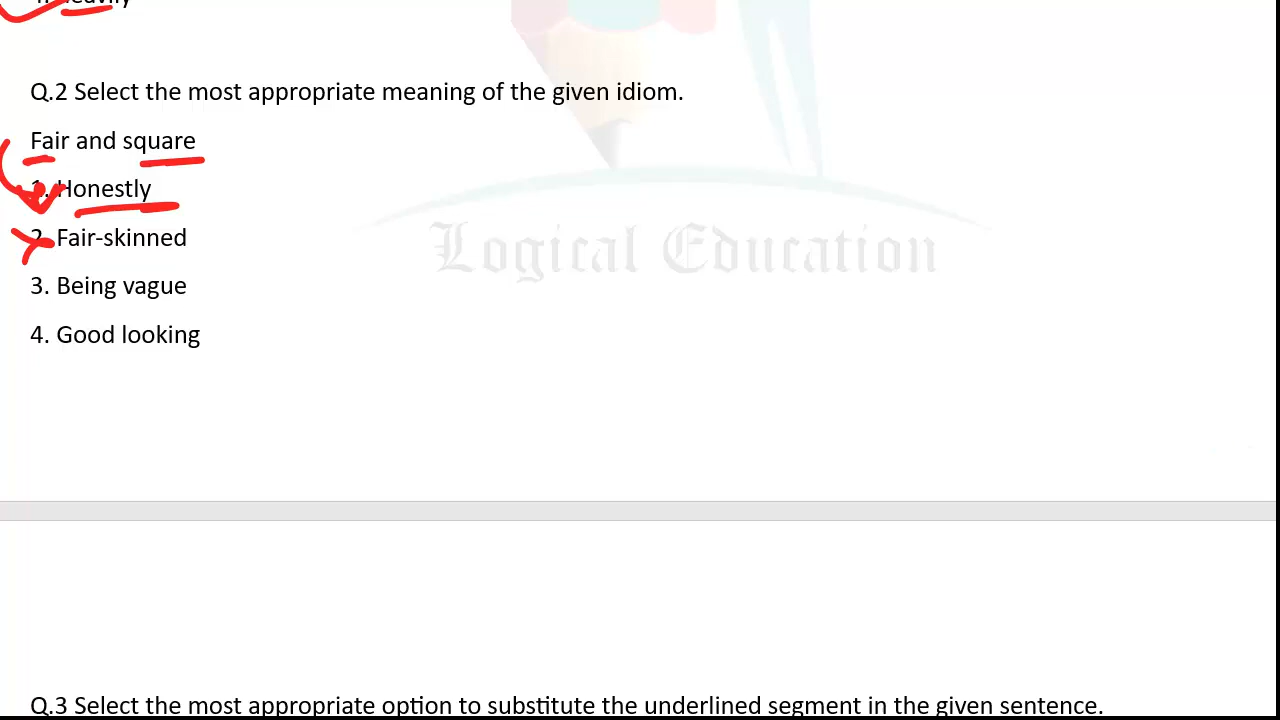 Q.2 Select the most appropriate meaning of the given idiom.
Fair and square
1. Honestly
2. Fair-skinned
3. Being vague
4. Good looking
Logical Education
Q.3 Select the most appropriate option to substitute the underlined segment in the given sentence.